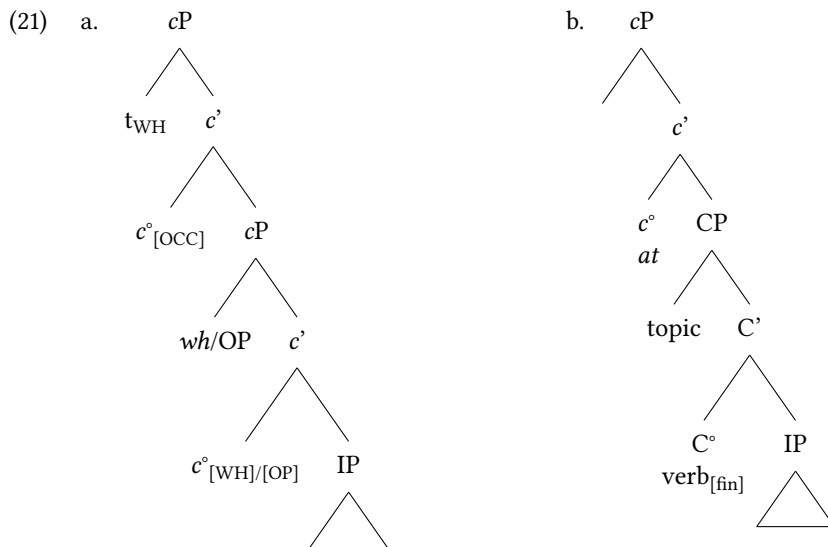 (21) a. cP b. cP
t_WH c’ c’
c°[OCC] cP c° CP
at
wh/OP c’ topic C’
c°[WH]/[OP] IP C° IP
verb[fin]